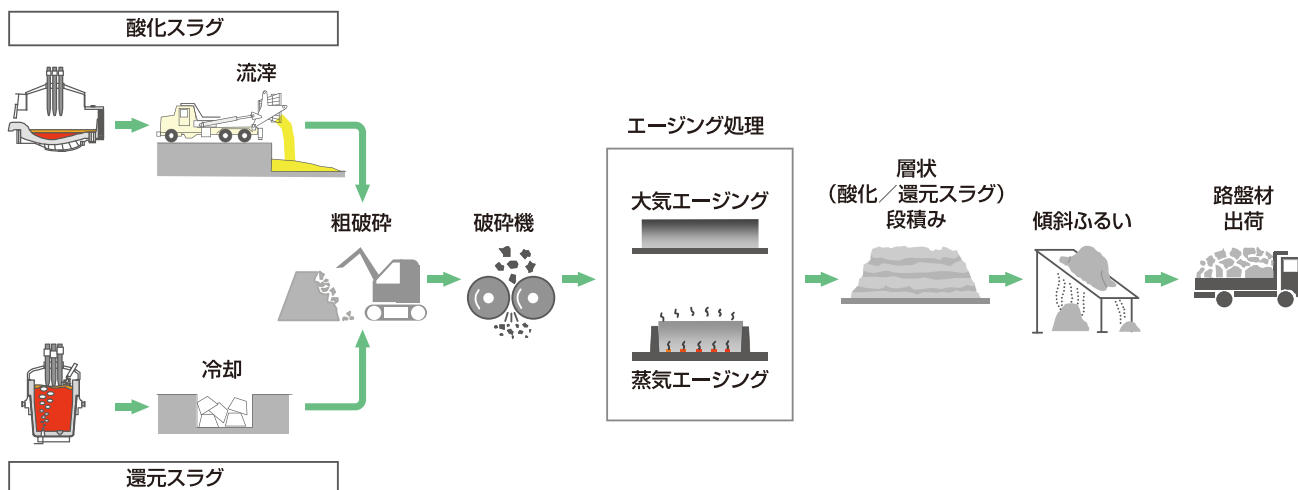 酸化スラグ
流滓
粗破砕
破砕機
エージング処理
大気エージング
蒸気エージング
層状
（酸化／還元スラグ）
段積み
傾斜ふるい
路盤材
出荷
冷却
還元スラグ